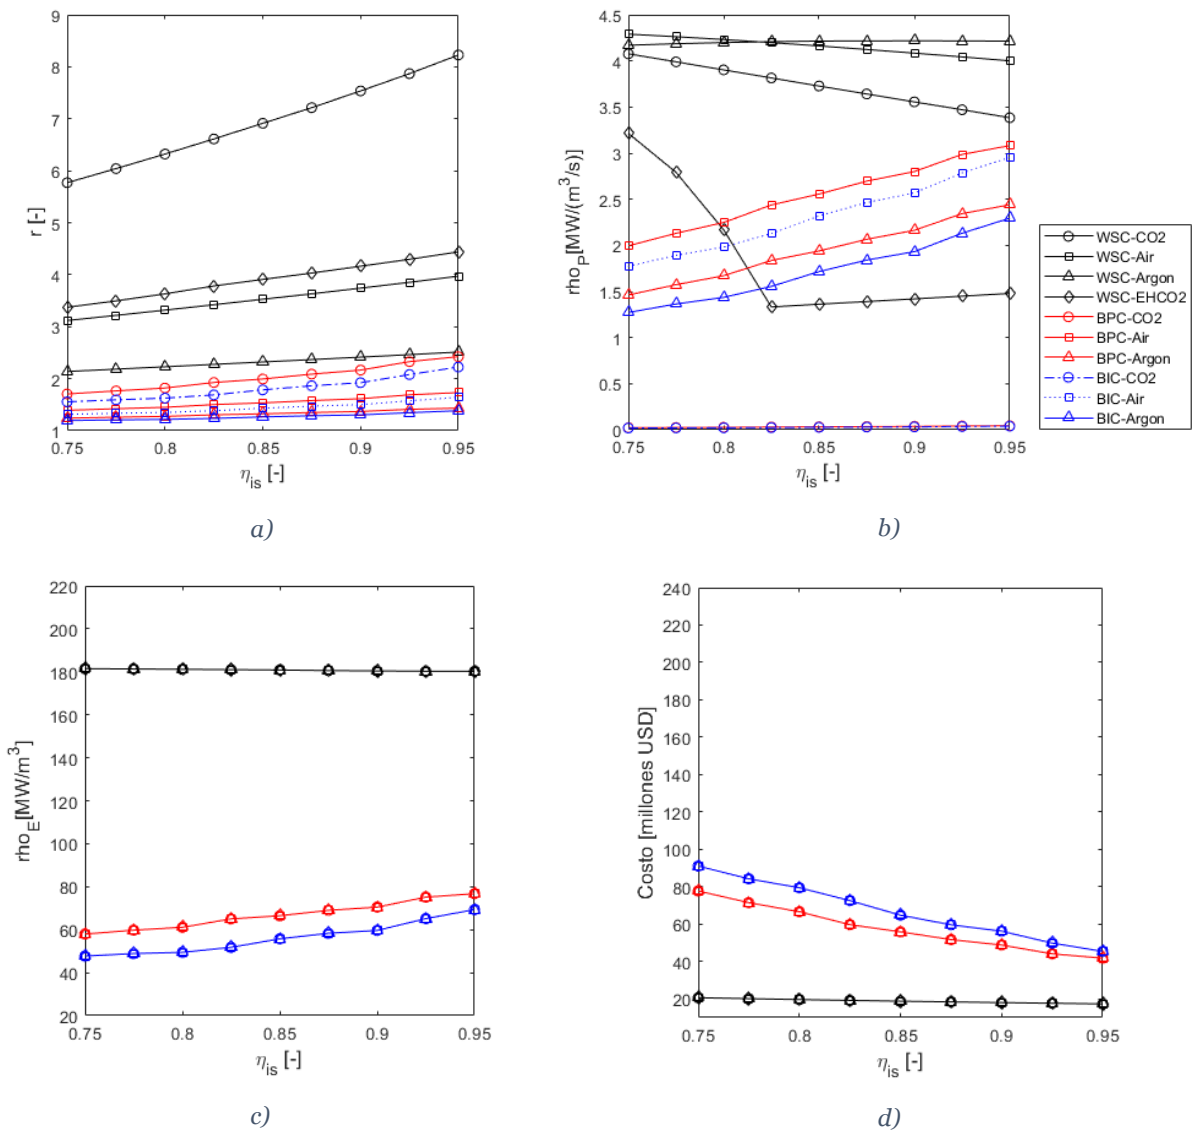 9
8
7
6
5
4
3
2
1
r [-]
0.75
0.8
0.85
0.9
0.95
η_is [-]
a)
4.5
4
3.5
3
2.5
2
1.5
1
0.5
0
rho_P[MW/(m³/s)]
0.75
0.8
0.85
0.9
0.95
η_is [-]
b)
WSC-CO2
WSC-Air
WSC-Argon
WSC-EHCO2
BPC-CO2
BPC-Air
BPC-Argon
BIC-CO2
BIC-Air
BIC-Argon
220
200
180
160
140
120
100
80
60
40
20
rho_E[MW/m³]
0.75
0.8
0.85
0.9
0.95
η_is [-]
c)
240
220
200
180
160
140
120
100
80
60
40
20
Costo [millones USD]
0.75
0.8
0.85
0.9
0.95
η_is [-]
d)